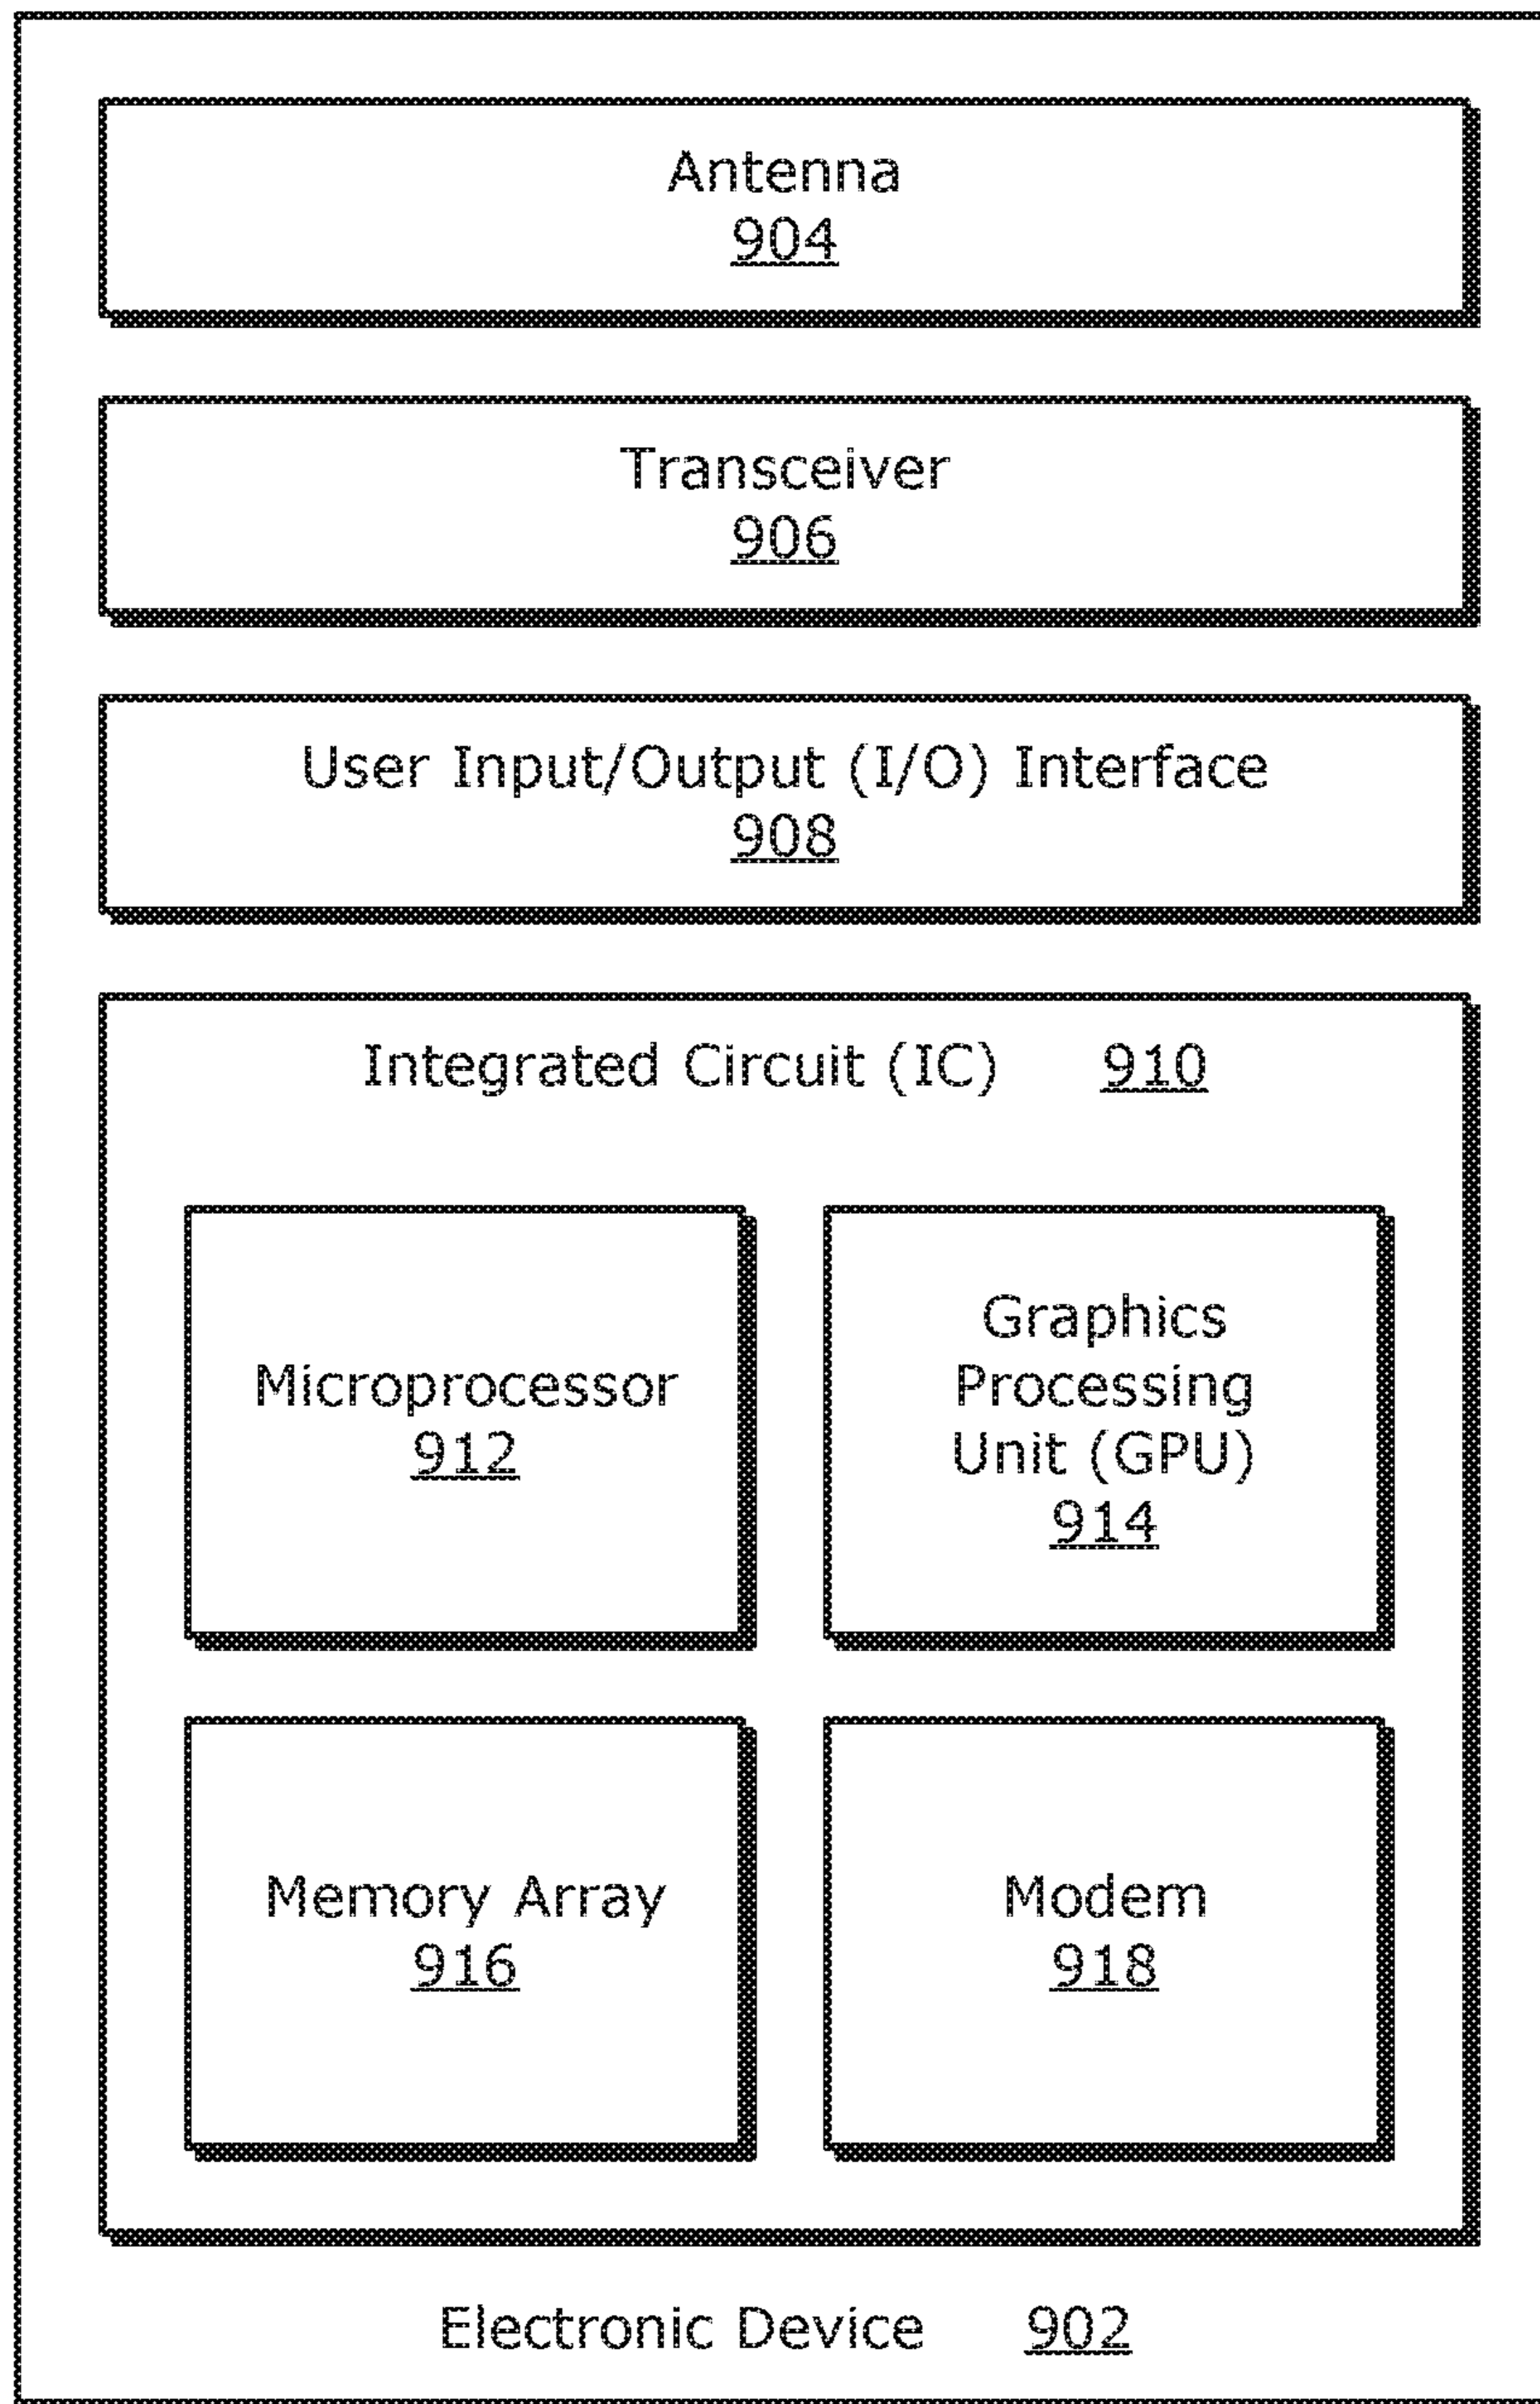 Antenna
904
Transceiver
906
User Input/Output (I/O) Interface
908
Integrated Circuit (IC) 910
Microprocessor
912
Graphics
Processing
Unit (GPU)
914
Memory Array
916
Modem
918
Electronic Device 902